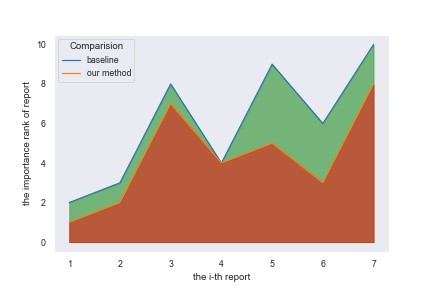 Comparision
baseline
our method
the importance rank of report
10
8
6
4
2
0
1 2 3 4 5 6 7
the i-th report